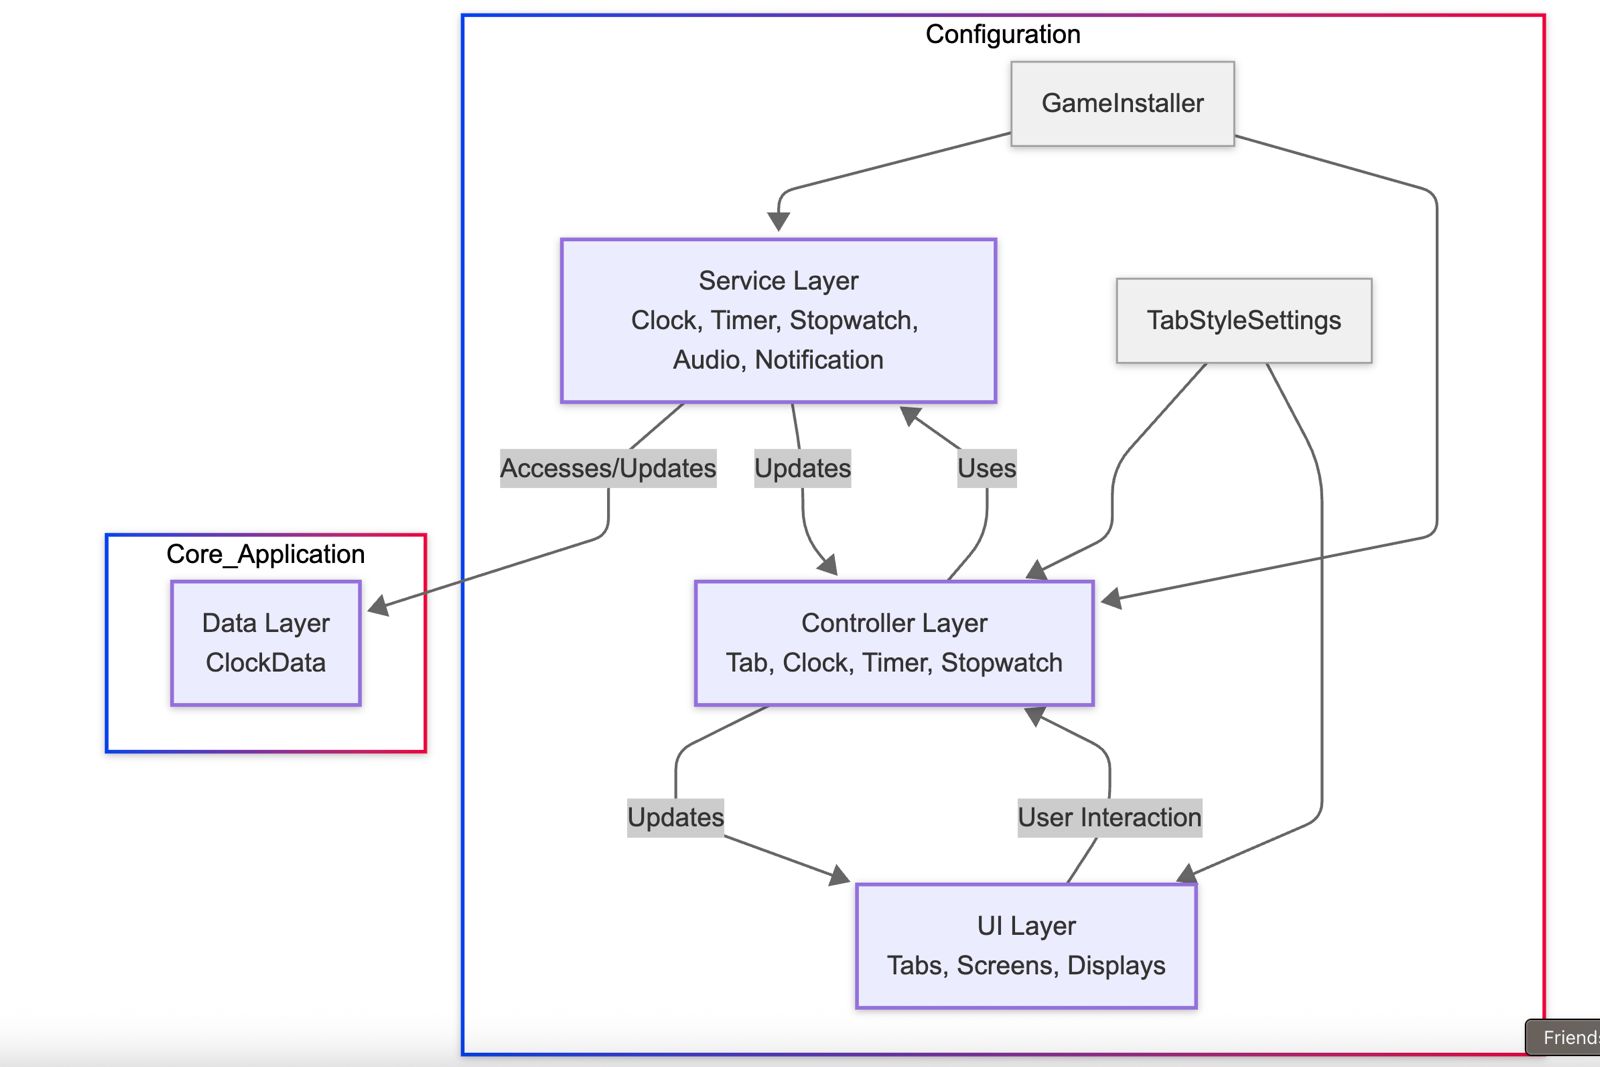 Configuration
GameInstaller
Service Layer
Clock, Timer, Stopwatch,
Audio, Notification
TabStyleSettings
Accesses/Updates
Updates
Uses
Core_Application
Data Layer
ClockData
Controller Layer
Tab, Clock, Timer, Stopwatch
Updates
User Interaction
UI Layer
Tabs, Screens, Displays